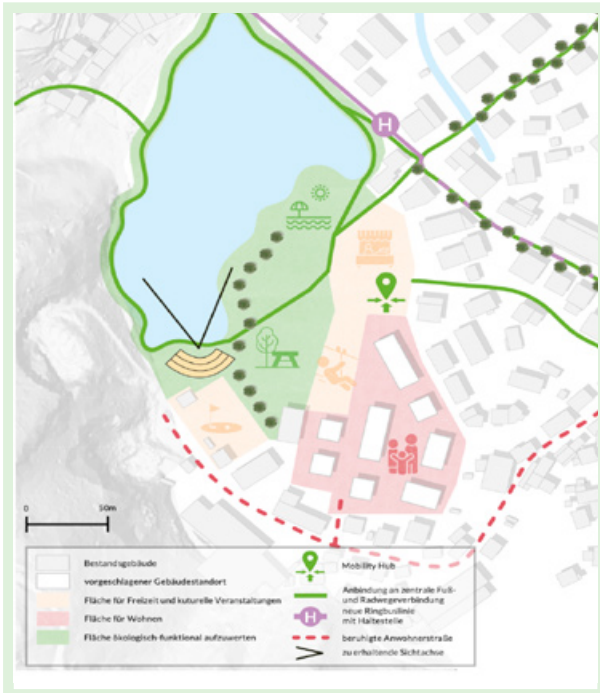 H
0
50m
Bestandsgebäude
vorgeschlagener Gebäudestandort
Fläche für Freizeit und kuturelle Veranstaltungen
Fläche für Wohnen
Fläche ökologisch-funktional aufzuwerten
Mobility Hub
Anbindung an zentrale Fuß-
und Radwegeverbindung
H
neue Ringbuslinie
mit Haltestelle
beruhigte Anwohnerstraße
zu erhaltende Sichtachse